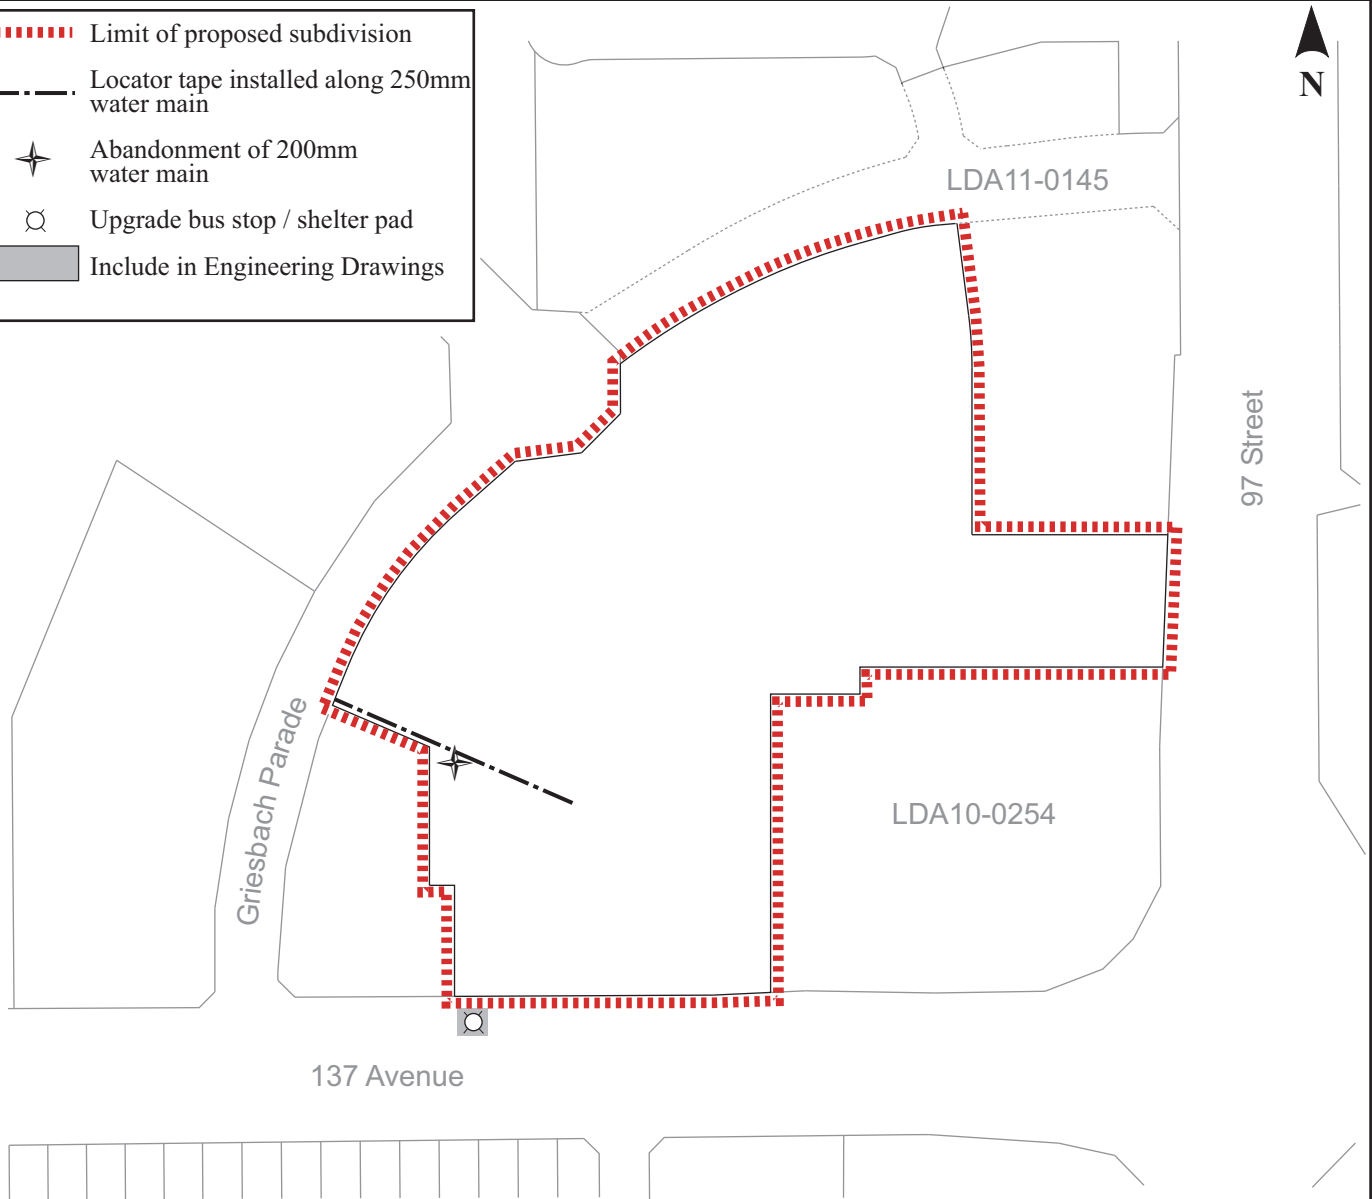 Limit of proposed subdivision
Locator tape installed along 250mm
water main
Abandonment of 200mm
water main
Upgrade bus stop / shelter pad
Include in Engineering Drawings
N
LDA11-0145
97 Street
Griesbach Parade
LDA10-0254
137 Avenue